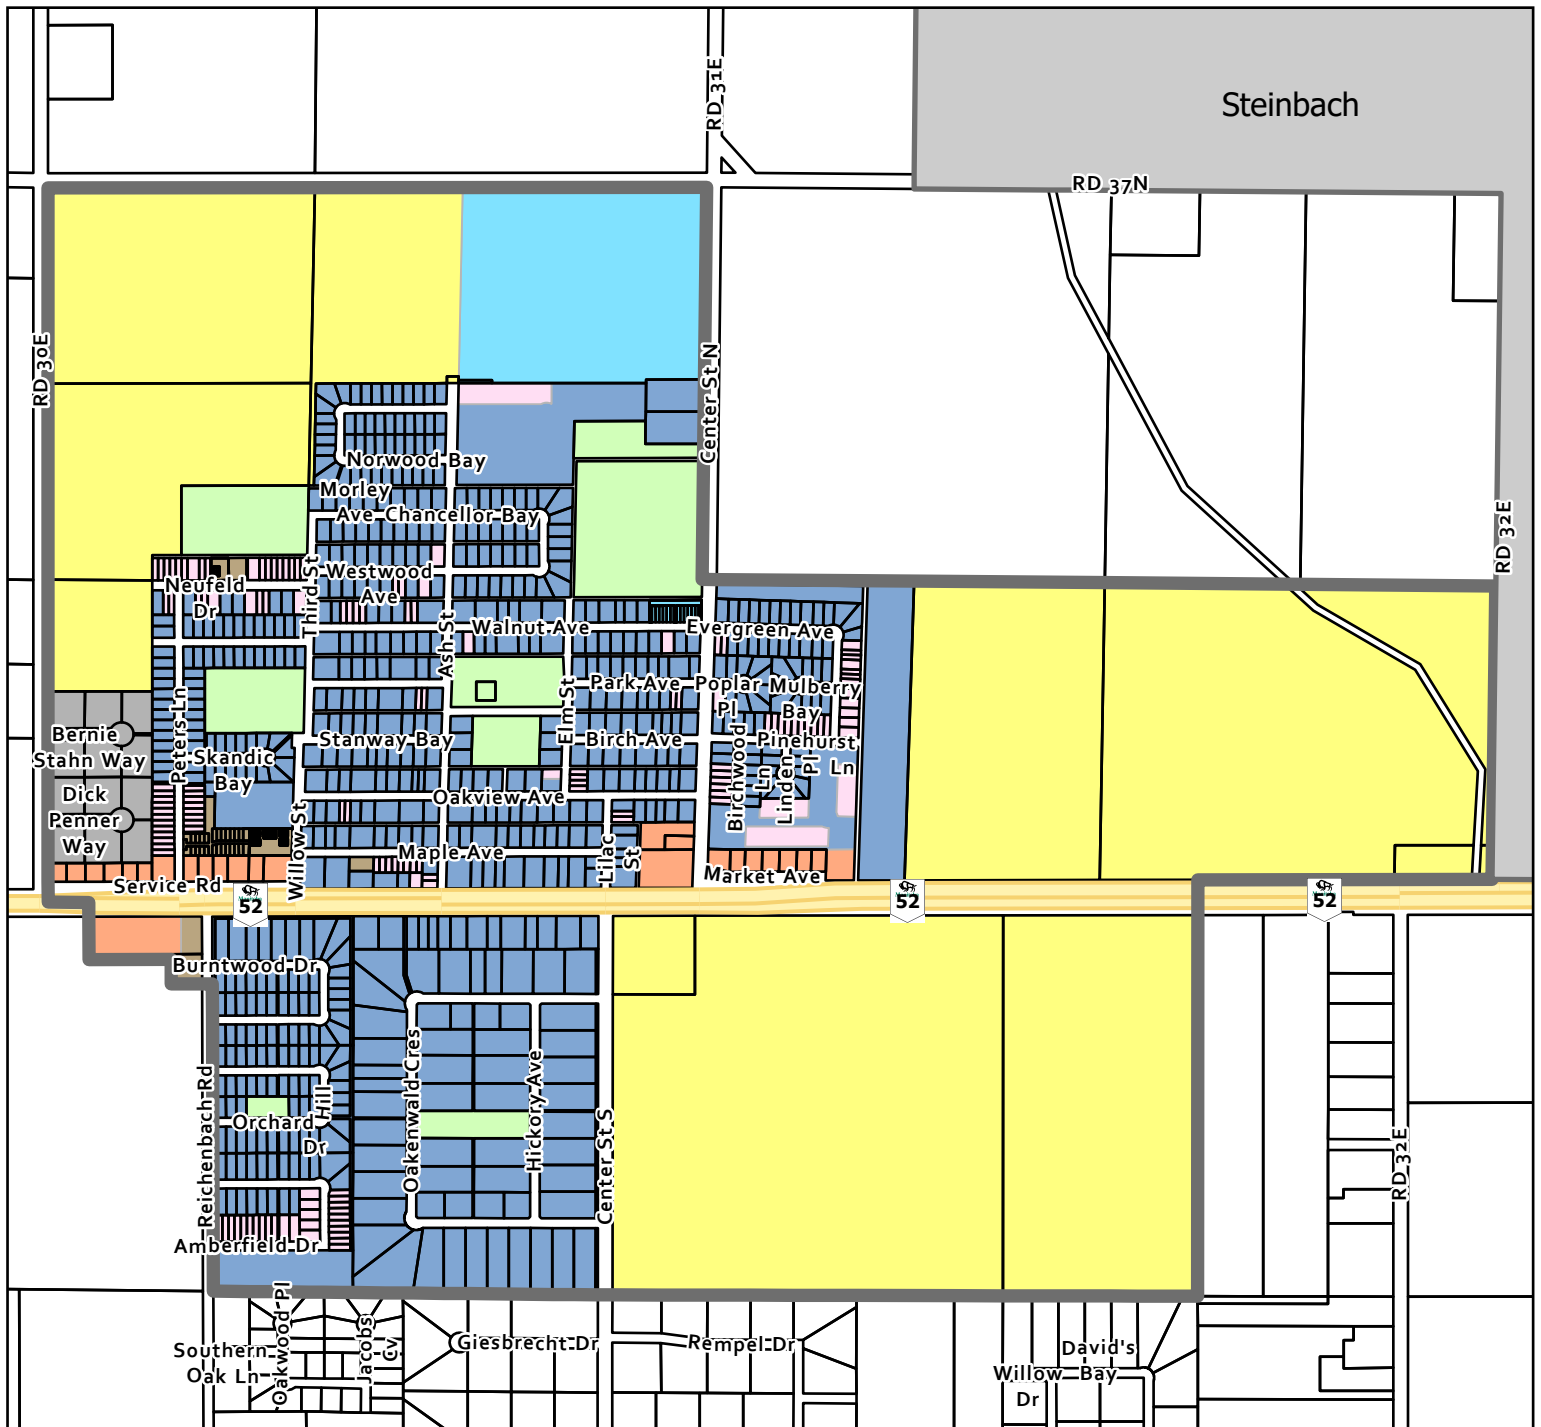 Steinbach
RD 31E
RD 37N
RD 30E
Center St N
RD 32E
Norwood Bay
Morley
Ave
Chancellor Bay
Westwood
Ave
Third St
Neufeld
Dr
Ash St
Walnut Ave
Evergreen Ave
Park Ave
Poplar
Pl
Mulberry
Bay
Elm St
Peters Ln
Bernie
Stahn Way
Skandic
Bay
Stanway Bay
Birch Ave
Pinehurst
Ln
Birchwood
Ln
Linden
Pl
Dick
Penner
Way
Oakview Ave
Willow St
Maple Ave
Lilac
St
Market Ave
Service Rd
52
52
52
Burntwood Dr
Reichenbach Rd
Orchard
Hill
Dr
Oakenwald Cres
Hickory Ave
Center St S
RD 32E
Amberfield Dr
Southern
Oak Ln
Oakwood Pl
Jacobs
Cv
Giesbrecht Dr
Rempel Dr
David's
Bay
Willow
Dr